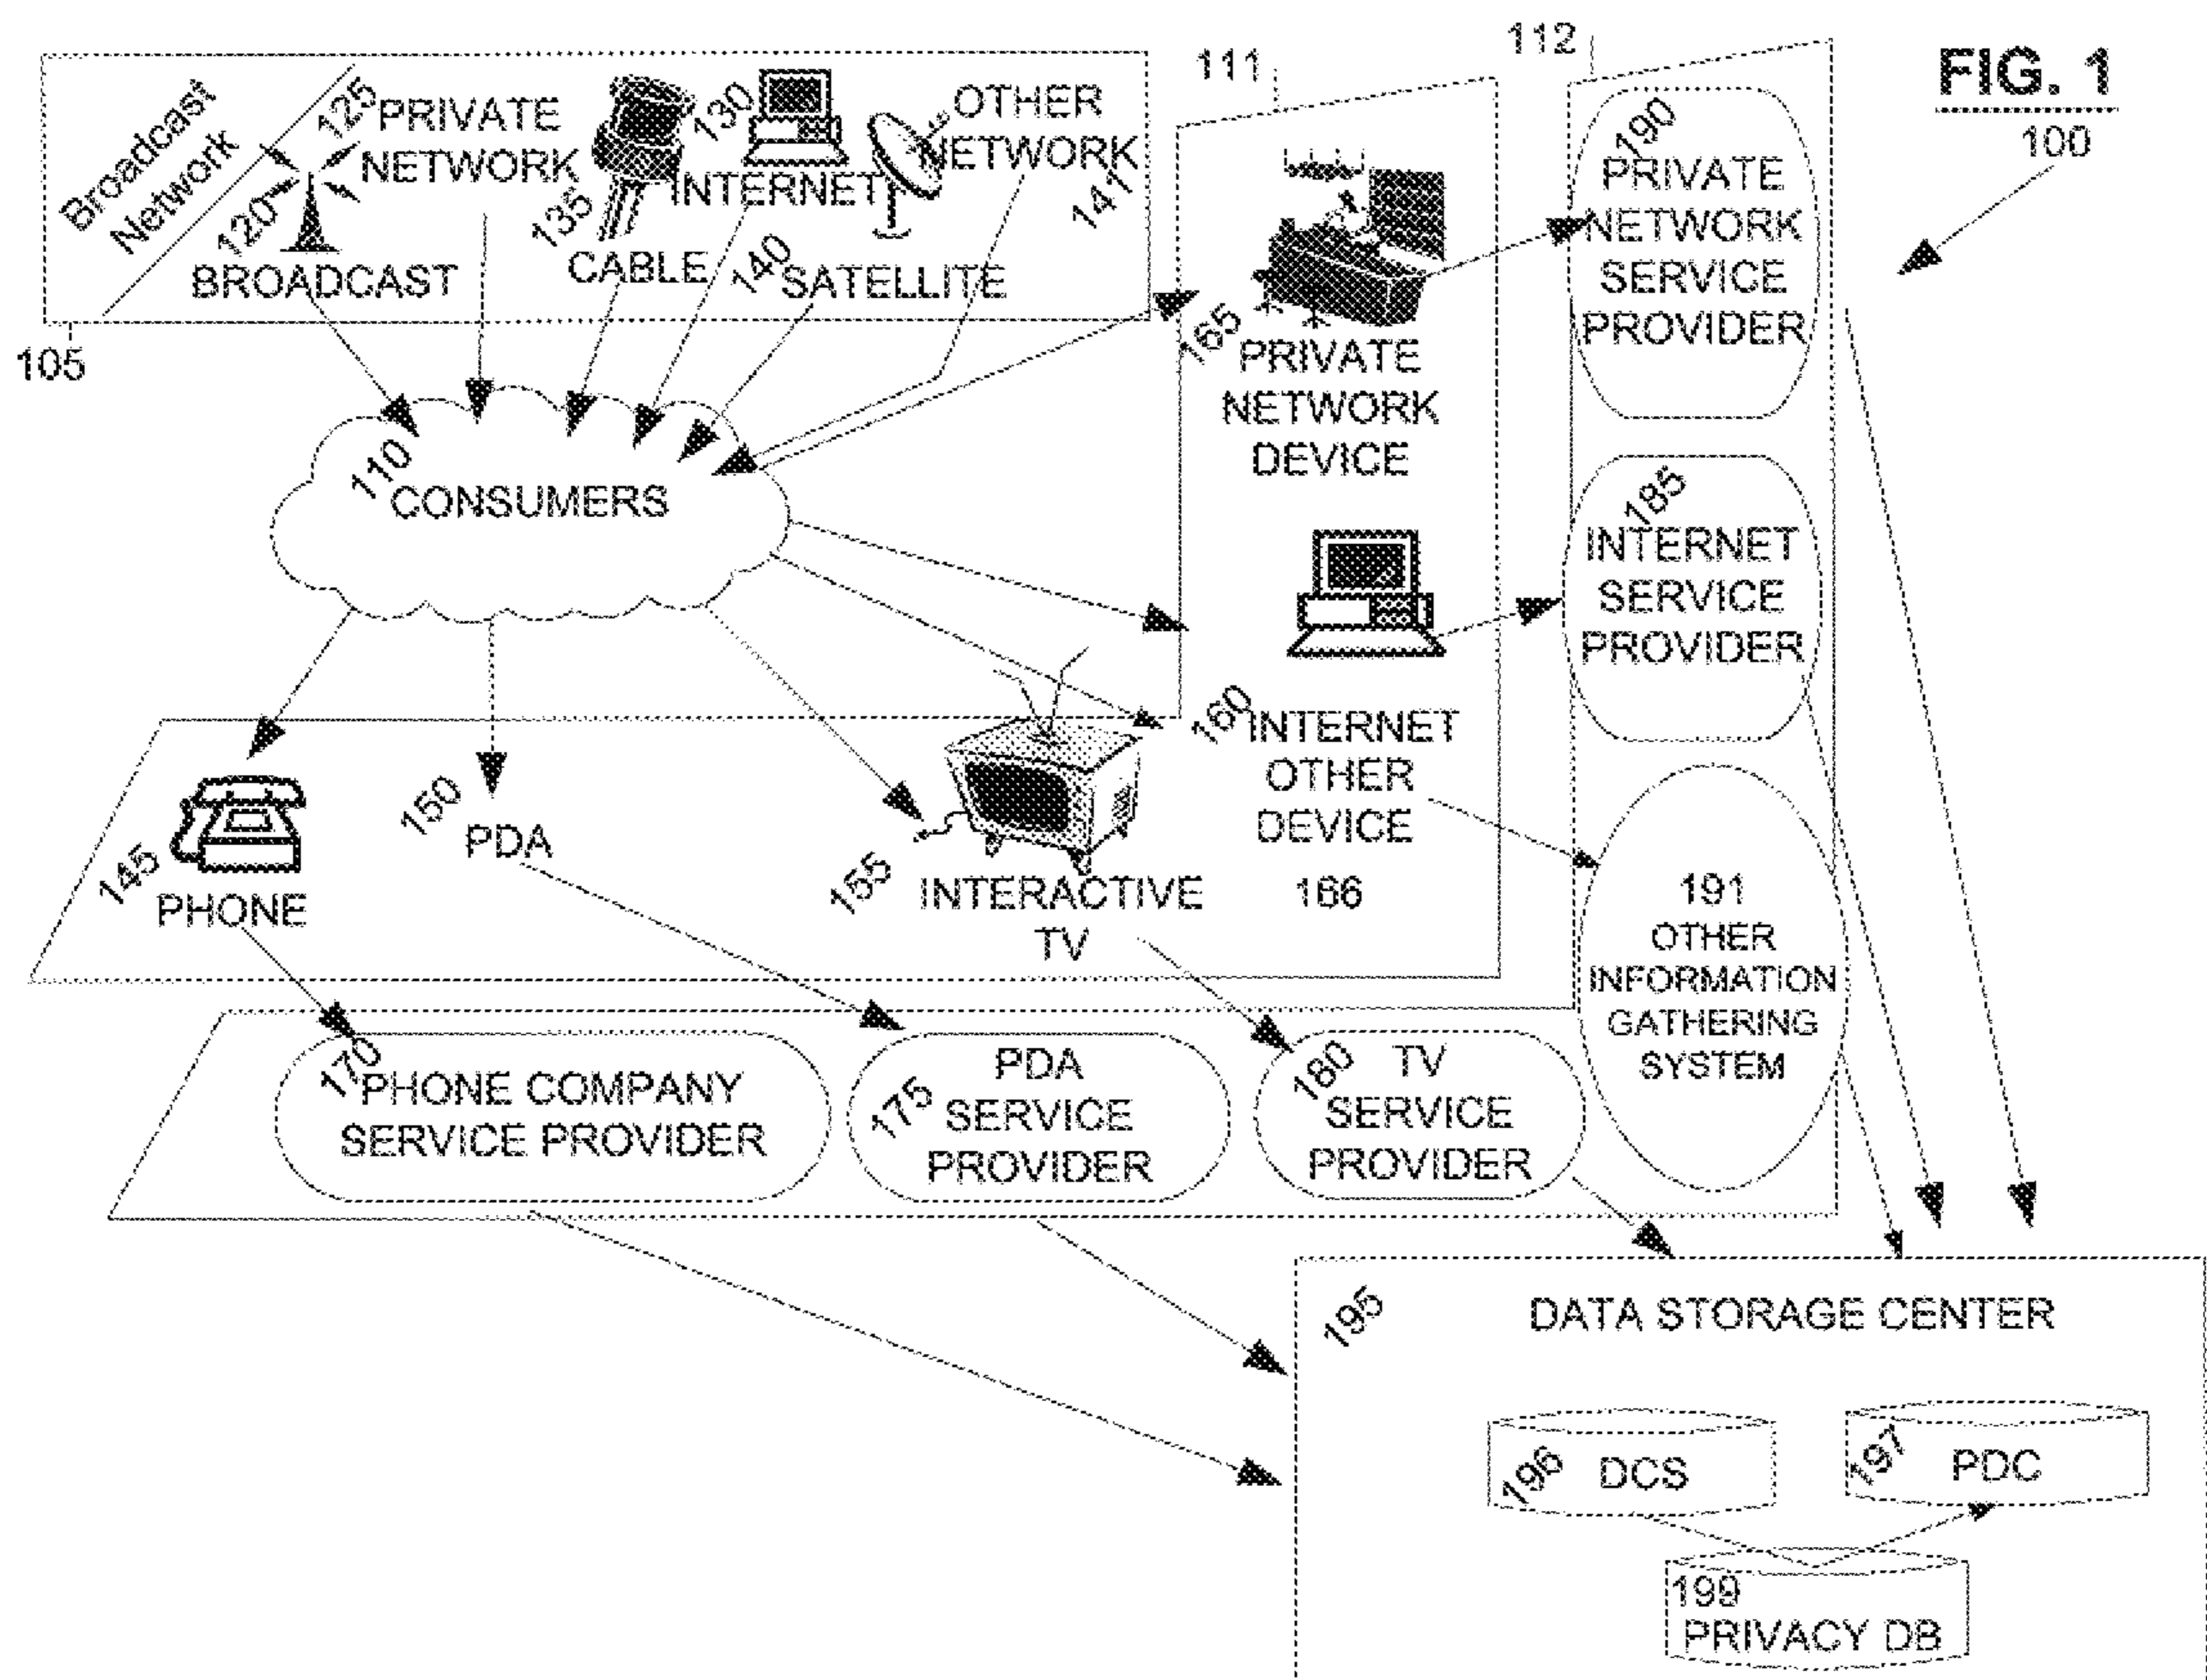 FIG. 1
100
112
111
105
Broadcast
Network
125
PRIVATE
NETWORK
120
BROADCAST
135
CABLE
130
INTERNET
140
SATELLITE
OTHER
NETWORK
141
110
CONSUMERS
165
PRIVATE
NETWORK
DEVICE
160
INTERNET
OTHER
DEVICE
166
145
PHONE
150
PDA
155
INTERACTIVE
TV
190
PRIVATE
NETWORK
SERVICE
PROVIDER
185
INTERNET
SERVICE
PROVIDER
191
OTHER
INFORMATION
GATHERING
SYSTEM
170
PHONE COMPANY
SERVICE PROVIDER
175
PDA
SERVICE
PROVIDER
180
TV
SERVICE
PROVIDER
195
DATA STORAGE CENTER
196
DCS
197
PDC
199
PRIVACY DB